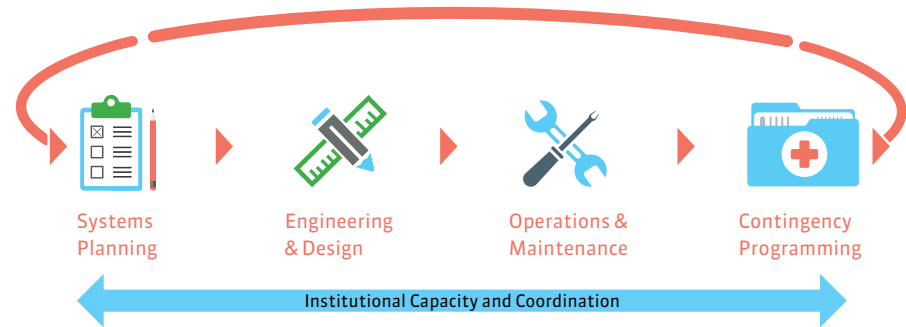 Systems
Planning
Engineering
& Design
Operations &
Maintenance
Contingency
Programming
Institutional Capacity and Coordination